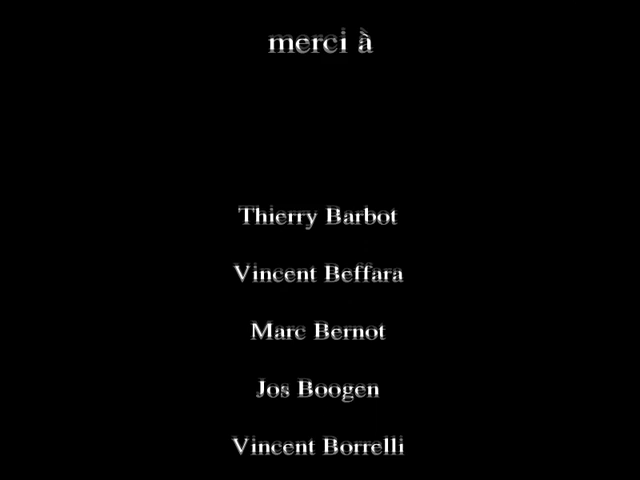 merci à
Thierry Barbot
Vincent Beffara
Marc Bernot
Jos Boogen
Vincent Borrelli